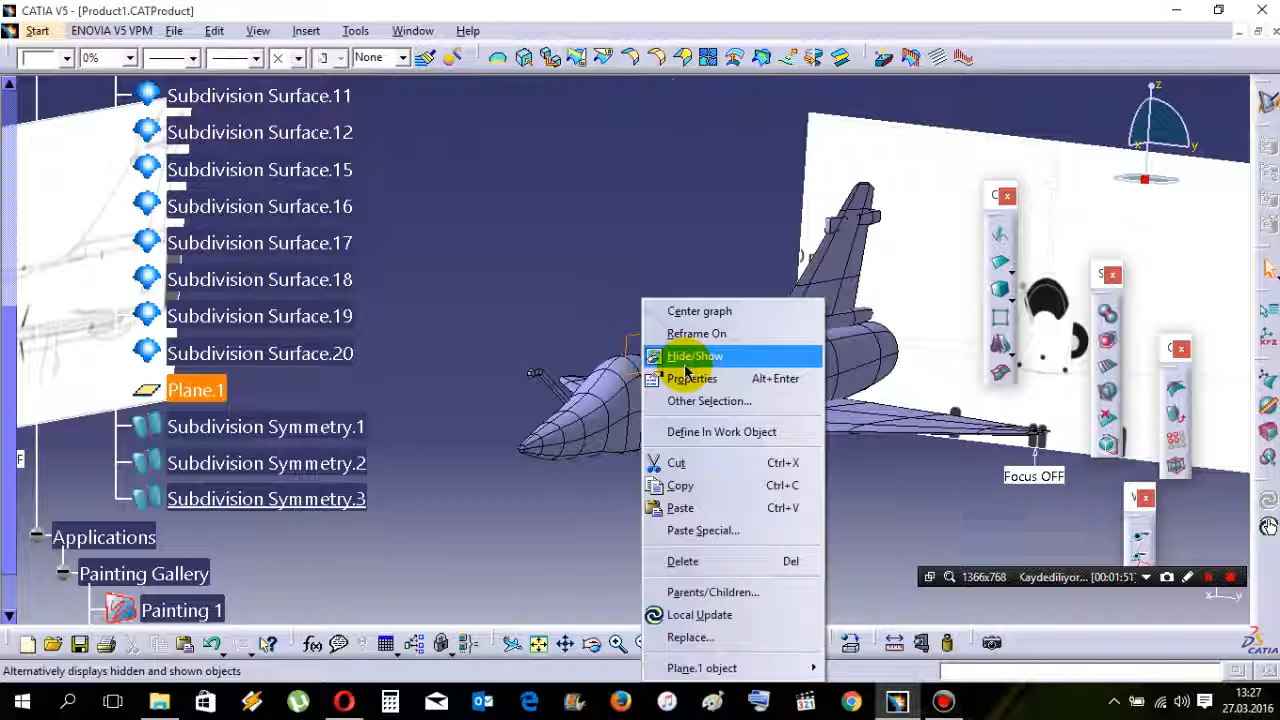 CATIA V5 - [Product1.CATProduct]
Start ENOVIA V5 VPM File Edit View Insert Tools Window Help
0% None
Subdivision Surface.11
Subdivision Surface.12
Subdivision Surface.15
Subdivision Surface.16
Subdivision Surface.17
Subdivision Surface.18
Subdivision Surface.19
Subdivision Surface.20
Plane.1
Subdivision Symmetry.1
Subdivision Symmetry.2
Subdivision Symmetry.3
Applications
Painting Gallery
Painting 1
Center graph
Reframe On
Hide/Show
Properties Alt+Enter
Other Selection...
Define In Work Object
Cut Ctrl+X
Copy Ctrl+C
Paste Ctrl+V
Paste Special...
Delete Del
Parents/Children...
Local Update
Replace...
Plane.1 object
z
x
y
C
S
C
V
Focus OFF
1366x768 Kaydediliyor... [00:01:51]
x y
CATIA
Alternatively displays hidden and shown objects
321
13:27
27.03.2016